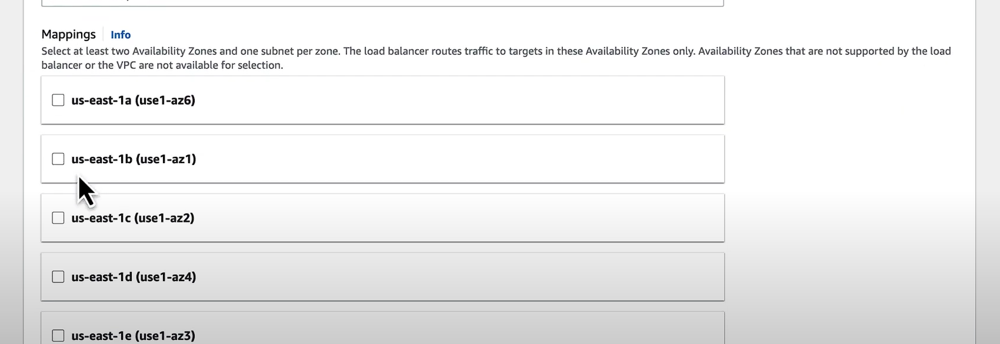 Mappings Info
Select at least two Availability Zones and one subnet per zone. The load balancer routes traffic to targets in these Availability Zones only. Availability Zones that are not supported by the load
balancer or the VPC are not available for selection.
us-east-1a (use1-az6)
us-east-1b (use1-az1)
us-east-1c (use1-az2)
us-east-1d (use1-az4)
us-east-1e (use1-az3)